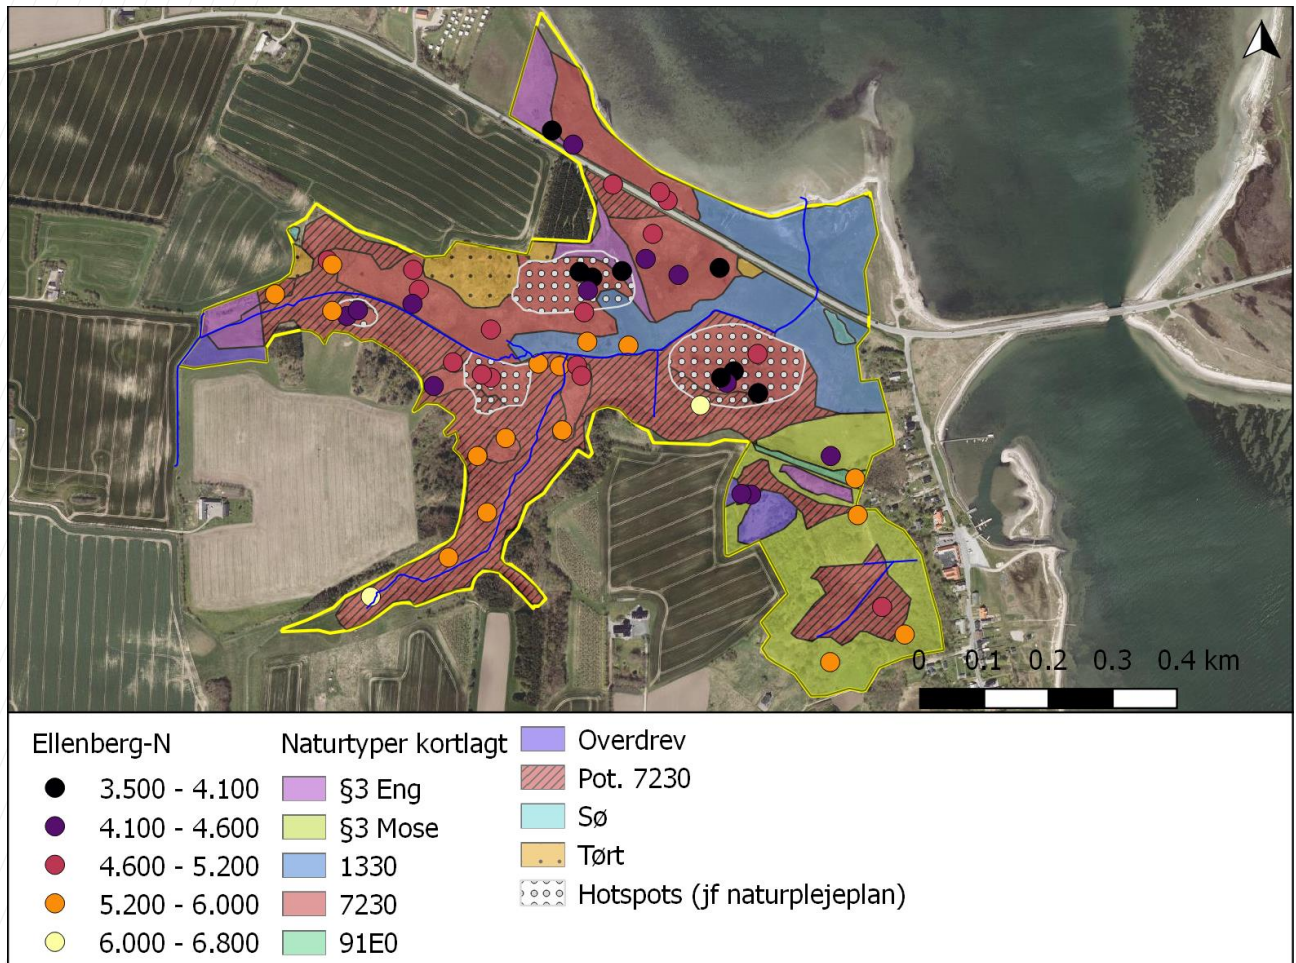 0 0.1 0.2 0.3 0.4 km
Ellenberg-N
3.500 - 4.100
4.100 - 4.600
4.600 - 5.200
5.200 - 6.000
6.000 - 6.800
Naturtyper kortlagt
§3 Eng
§3 Mose
1330
7230
91E0
Overdrev
Pot. 7230
Sø
Tørt
Hotspots (jf naturplejeplan)